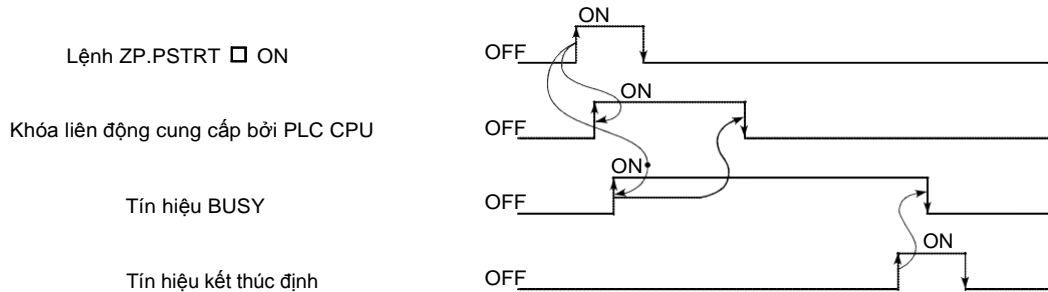 ON
Lệnh ZP.PSTRT □ ON OFF
ON
Khóa liên động cung cấp bởi PLC CPU OFF
ON
Tín hiệu BUSY OFF
ON
Tín hiệu kết thúc định OFF